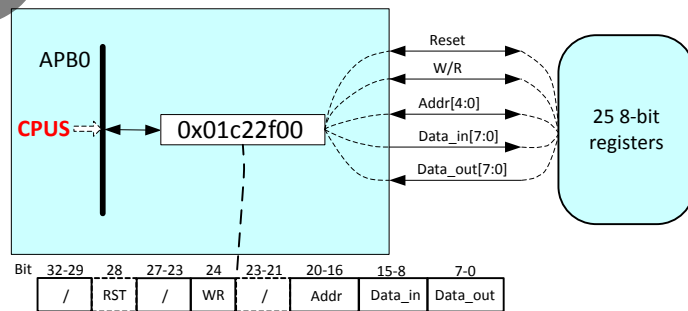 Reset
APB0
W/R
Addr[4:0]
25 8-bit
registers
CPUS
0x01c22f00
Data_in[7:0]
Data_out[7:0]
Bit 32-29 28 27-23 24 23-21 20-16 15-8 7-0
/ RST / WR / Addr Data_in Data_out